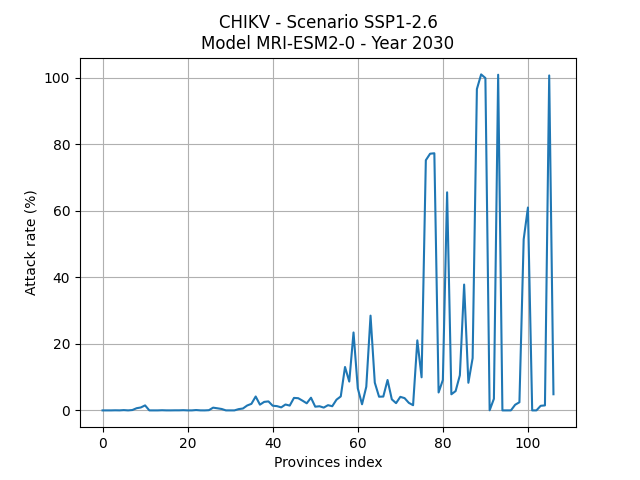 CHIKV - Scenario SSP1-2.6
Model MRI-ESM2-0 - Year 2030
100
80
60
40
20
0
Attack rate (%)
0 20 40 60 80 100
Provinces index